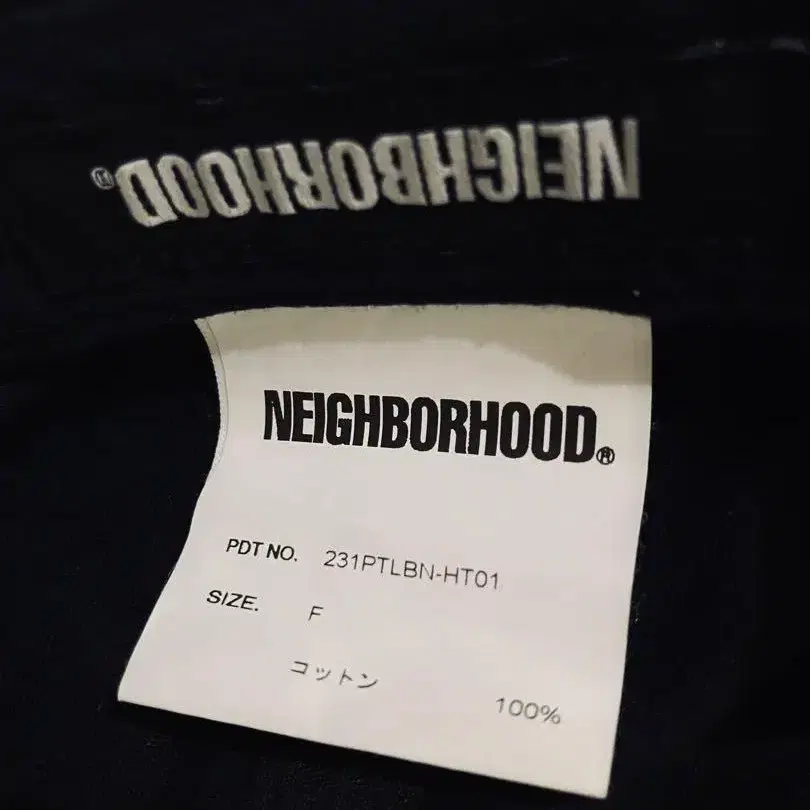 NEIGHBORHOOD®
NEIGHBORHOOD®
PDT NO. 231PTLBN-HT01
SIZE. F
コットン 100%